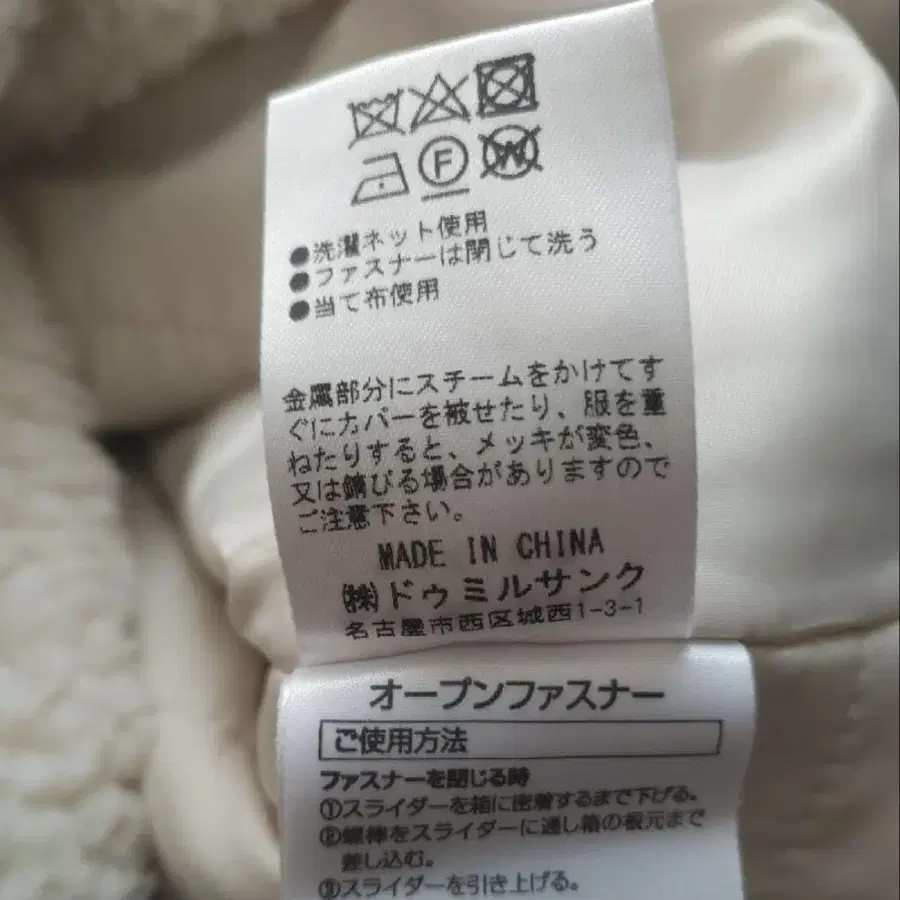 F W
●洗濯ネット使用
●ファスナーは閉じて洗う
●当て布使用
金属部分にスチームをかけてす
ぐにカバーを被せたり、服を重
ねたりすると、メッキが変色、
又は錆びる場合がありますので
ご注意下さい。
MADE IN CHINA
㈱ドゥミルサンク
名古屋市西区城西1-3-1
オープンファスナー
ご使用方法
ファスナーを閉じる時
①スライダーを箱に密着するまで下げる。
②蝶棒をスライダーに通し箱の根元まで
差し込む。
③スライダーを引き上げる。